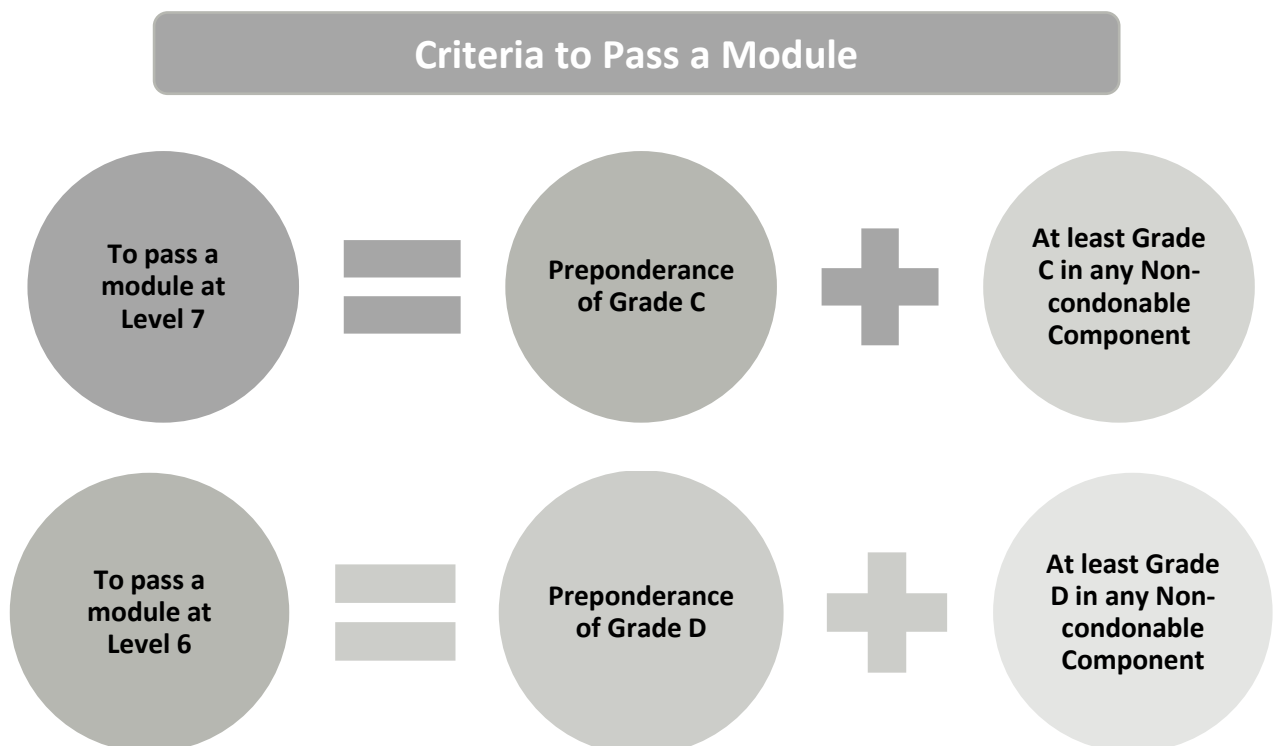 Criteria to Pass a Module
To pass a
module at
Level 7
Preponderance
of Grade C
At least Grade
C in any Non-
condonable
Component
To pass a
module at
Level 6
Preponderance
of Grade D
At least Grade
D in any Non-
condonable
Component